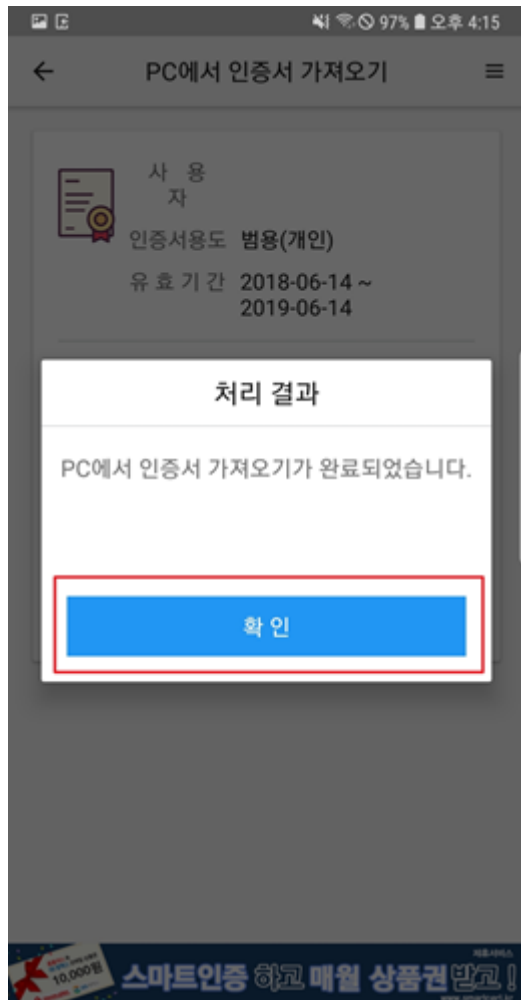 97% 오후 4:15
PC에서 인증서 가져오기
사 용
자
인증서용도 범용(개인)
유 효 기 간 2018-06-14 ~
2019-06-14
처리 결과
PC에서 인증서 가져오기가 완료되었습니다.
확 인
10,000원
스마트인증 하고 매월 상품권 받고 !